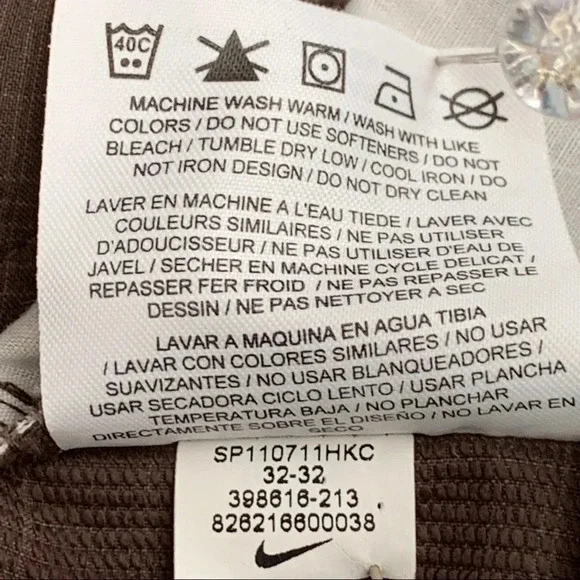 40C
MACHINE WASH WARM / WASH WITH LIKE
COLORS / DO NOT USE SOFTENERS / DO NOT
BLEACH / TUMBLE DRY LOW / COOL IRON / DO
NOT IRON DESIGN / DO NOT DRY CLEAN
LAVER EN MACHINE A L'EAU TIEDE / LAVER AVEC
COULEURS SIMILAIRES / NE PAS UTILISER
D'ADOUCISSEUR / NE PAS UTILISER D'EAU DE
JAVEL / SECHER EN MACHINE CYCLE DELICAT /
REPASSER FER FROID / NE PAS REPASSER LE
DESSIN / NE PAS NETTOYER A SEC
LAVAR A MAQUINA EN AGUA TIBIA
/ LAVAR CON COLORES SIMILARES / NO USAR
SUAVIZANTES / NO USAR BLANQUEADORES /
USAR SECADORA CICLO LENTO / USAR PLANCHA
TEMPERATURA BAJA / NO PLANCHAR
DIRECTAMENTE SOBRE EL DISEÑO / NO LAVAR EN
SECO
SP110711HKC
32-32
398616-213
826216600038